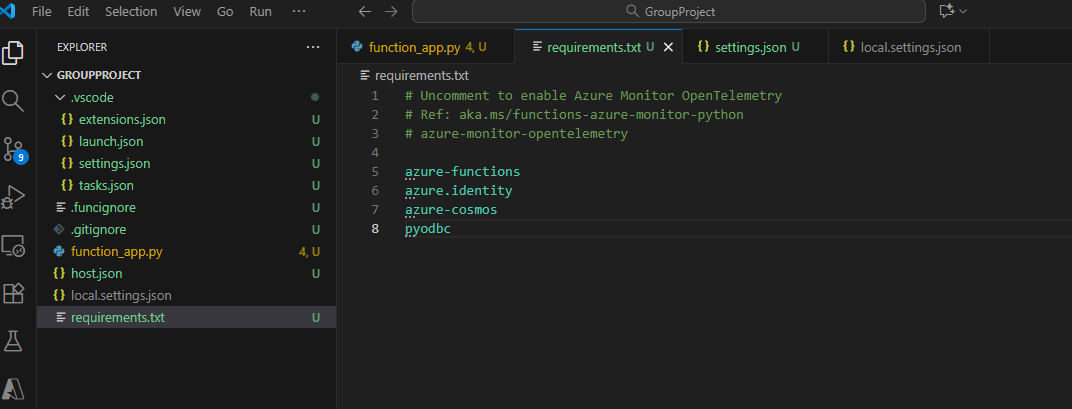 File Edit Selection View Go Run ··· GroupProject
EXPLORER ···
GROUPPROJECT
.vscode
{} extensions.json U
{} launch.json U
{} settings.json U
{} tasks.json U
.funcignore U
.gitignore U
function_app.py 4, U
{} host.json U
{} local.settings.json
requirements.txt U
9
function_app.py 4, U
requirements.txt U
{} settings.json U
{} local.settings.json
requirements.txt
1 # Uncomment to enable Azure Monitor OpenTelemetry
2 # Ref: aka.ms/functions-azure-monitor-python
3 # azure-monitor-opentelemetry
4
5 azure-functions
6 azure.identity
7 azure-cosmos
8 pyodbc